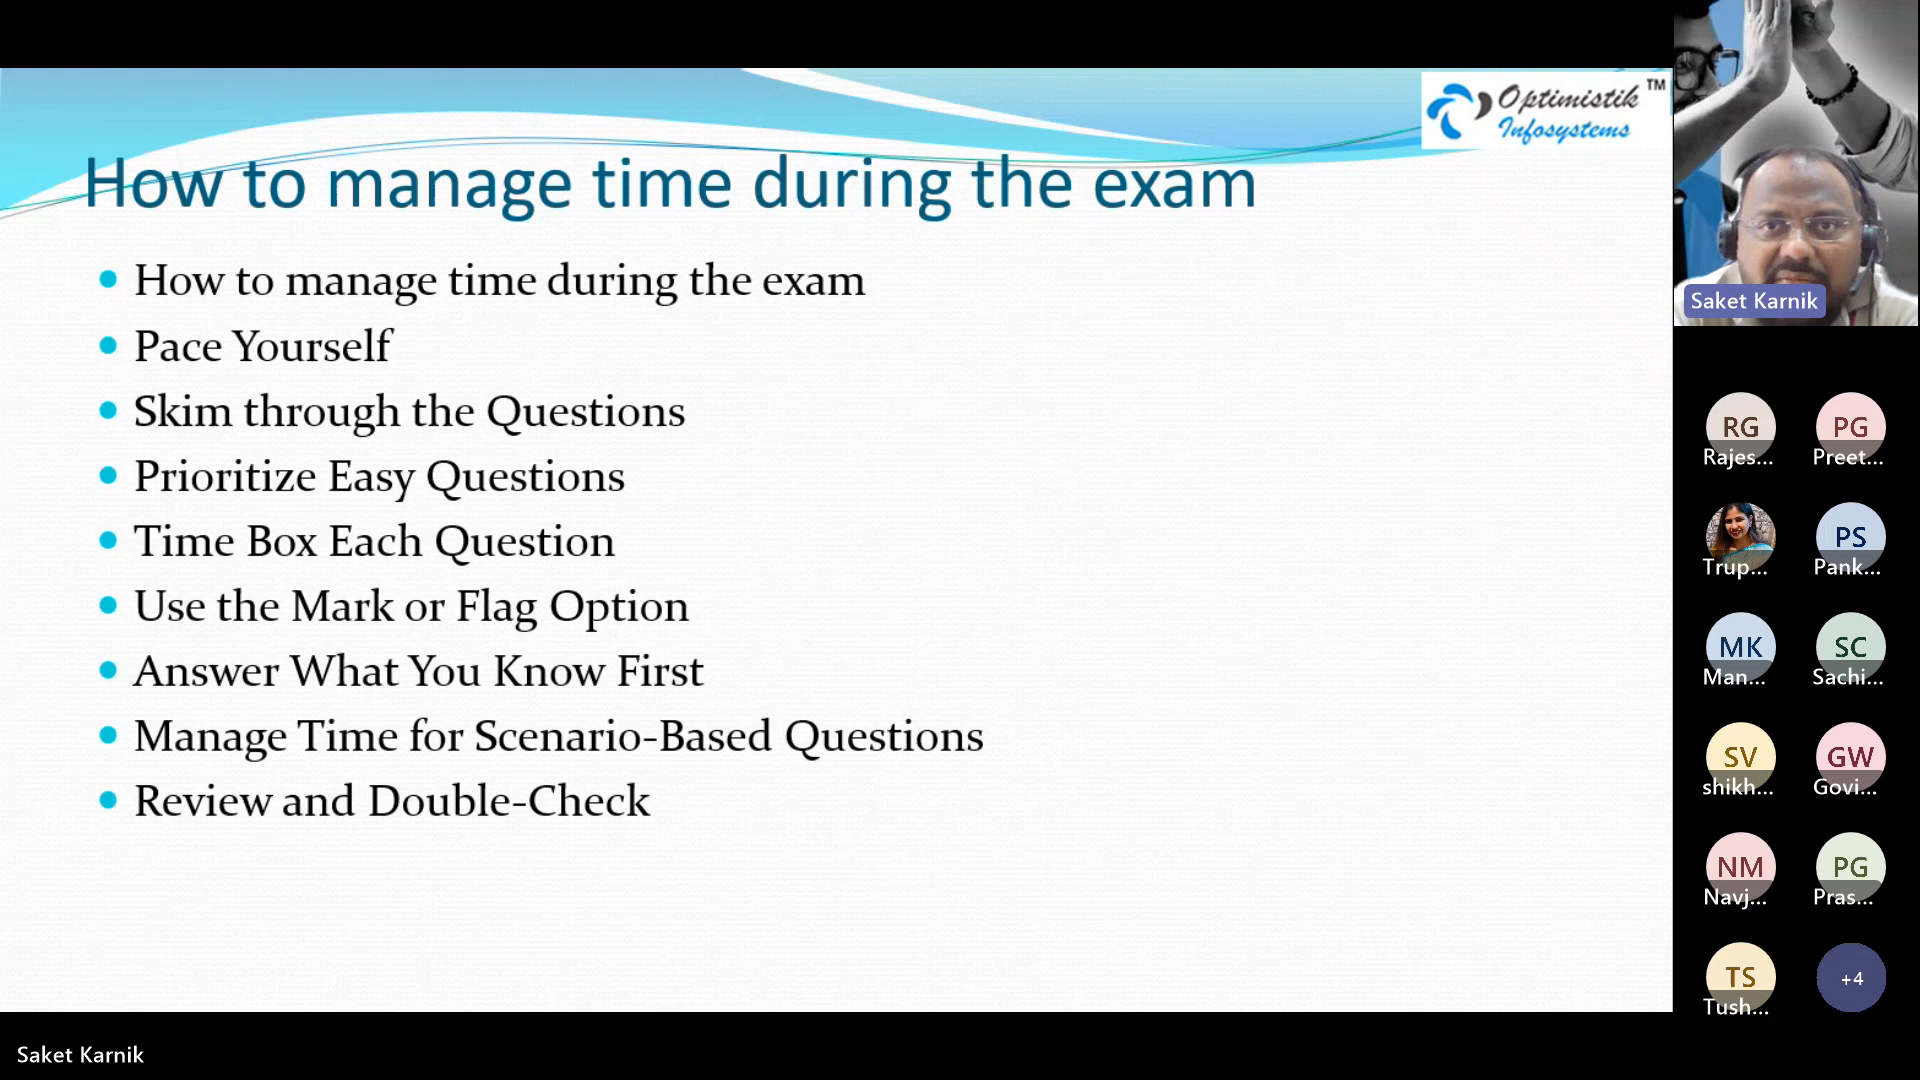 Optimistik TM
Infosystems
How to manage time during the exam
How to manage time during the exam
Pace Yourself
Skim through the Questions
Prioritize Easy Questions
Time Box Each Question
Use the Mark or Flag Option
Answer What You Know First
Manage Time for Scenario-Based Questions
Review and Double-Check
Saket Karnik
RG
Rajes...
PG
Preet...
Trup...
PS
Pank...
MK
Man...
SC
Sachi...
SV
shikh...
GW
Govi...
NM
Navj...
PG
Pras...
TS
Tush...
+4
Saket Karnik